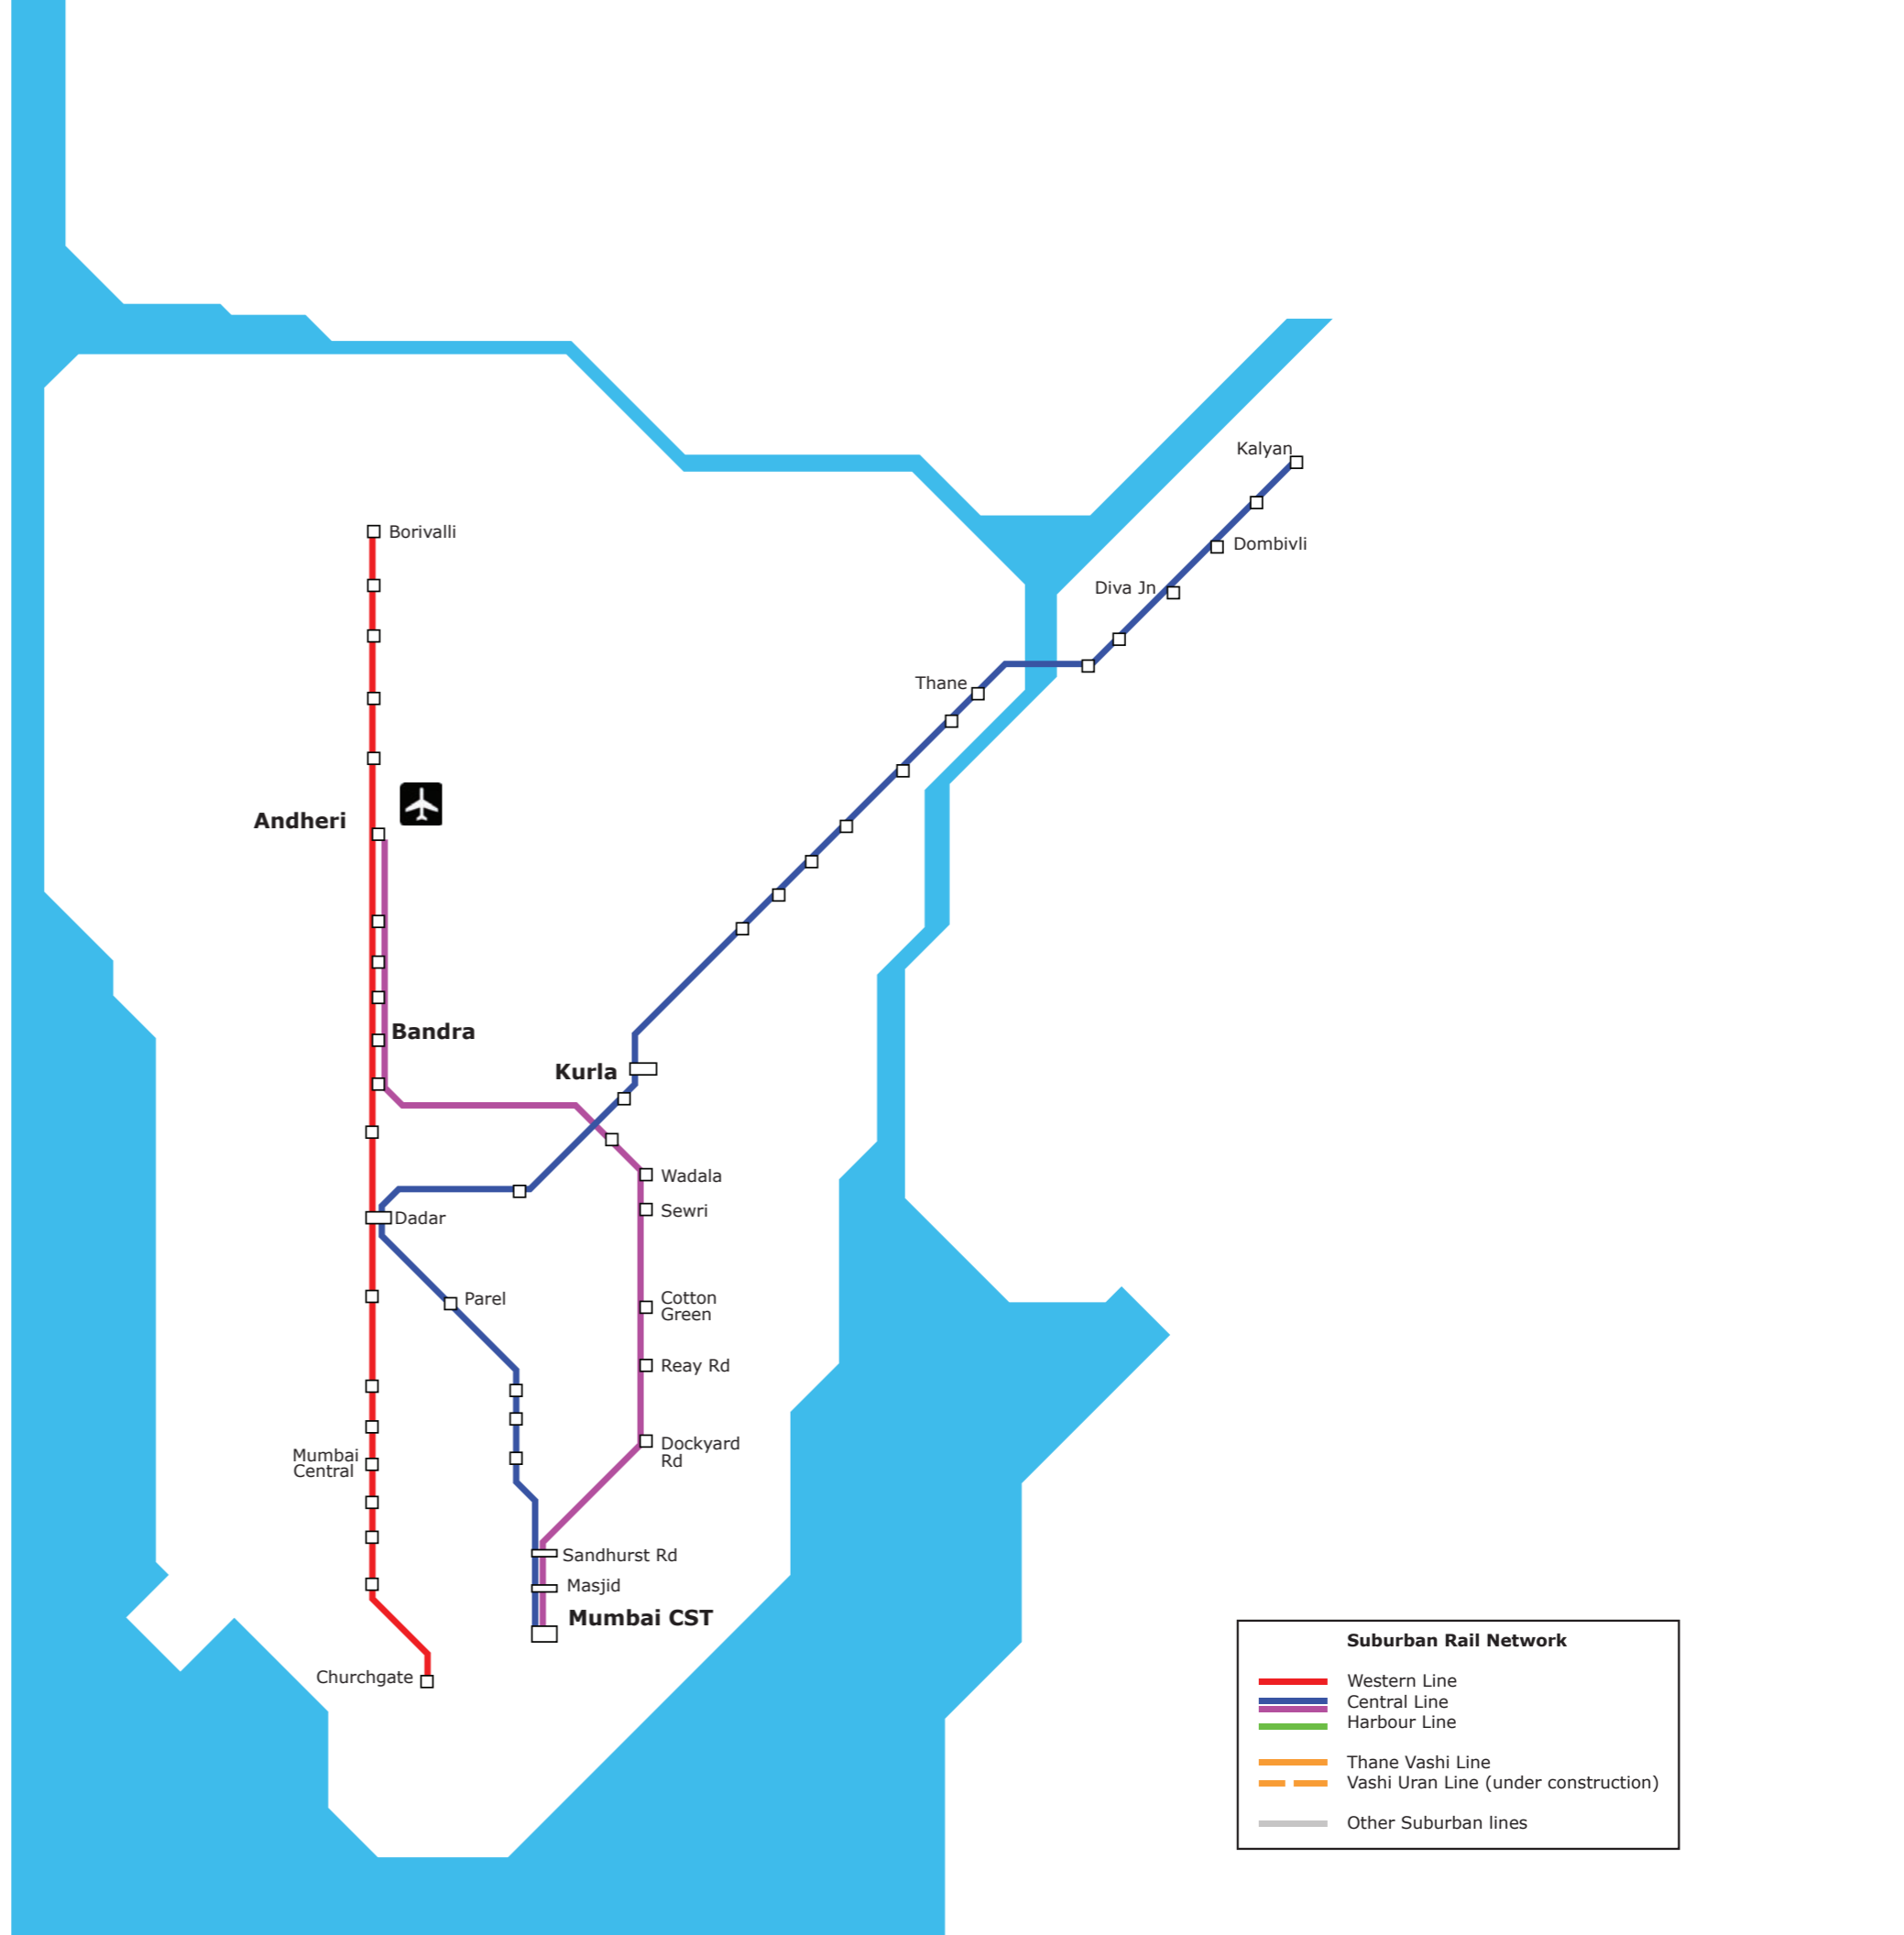 Kalyan
Borivalli
Dombivli
Diva Jn
Thane
Andheri
Bandra
Kurla
Wadala
Sewri
Dadar
Parel
Cotton
Green
Reay Rd
Dockyard
Rd
Mumbai
Central
Sandhurst Rd
Masjid
Mumbai CST
Churchgate
Suburban Rail Network
Western Line
Central Line
Harbour Line
Thane Vashi Line
Vashi Uran Line (under construction)
Other Suburban lines